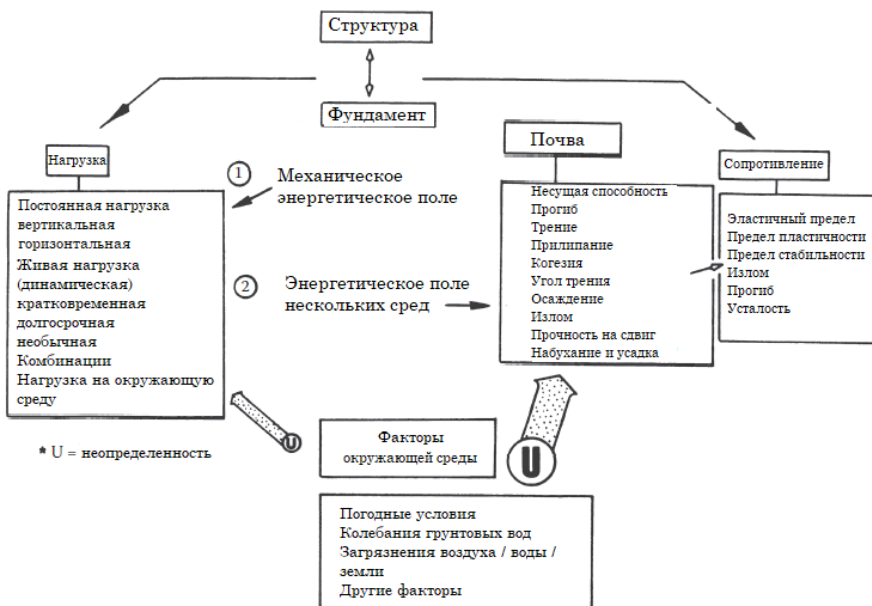 Структура
Фундамент
Нагрузка
Постоянная нагрузка
вертикальная
горизонтальная
Живая нагрузка
(динамическая)
кратковременная
долгосрочная
необычная
Комбинации
Нагрузка на окружающую
среду
1
Механическое
энергетическое поле
2
Энергетическое поле
нескольких сред
Почва
Несущая способность
Прогиб
Трение
Прилипание
Когезия
Угол трения
Осаждение
Излом
Прочность на сдвиг
Набухание и усадка
Сопротивление
Эластичный предел
Предел пластичности
Предел стабильности
Излом
Прогиб
Усталость
U
U
* U = неопределенность
Факторы
окружающей среды
Погодные условия
Колебания грунтовых вод
Загрязнения воздуха / воды /
земли
Другие факторы